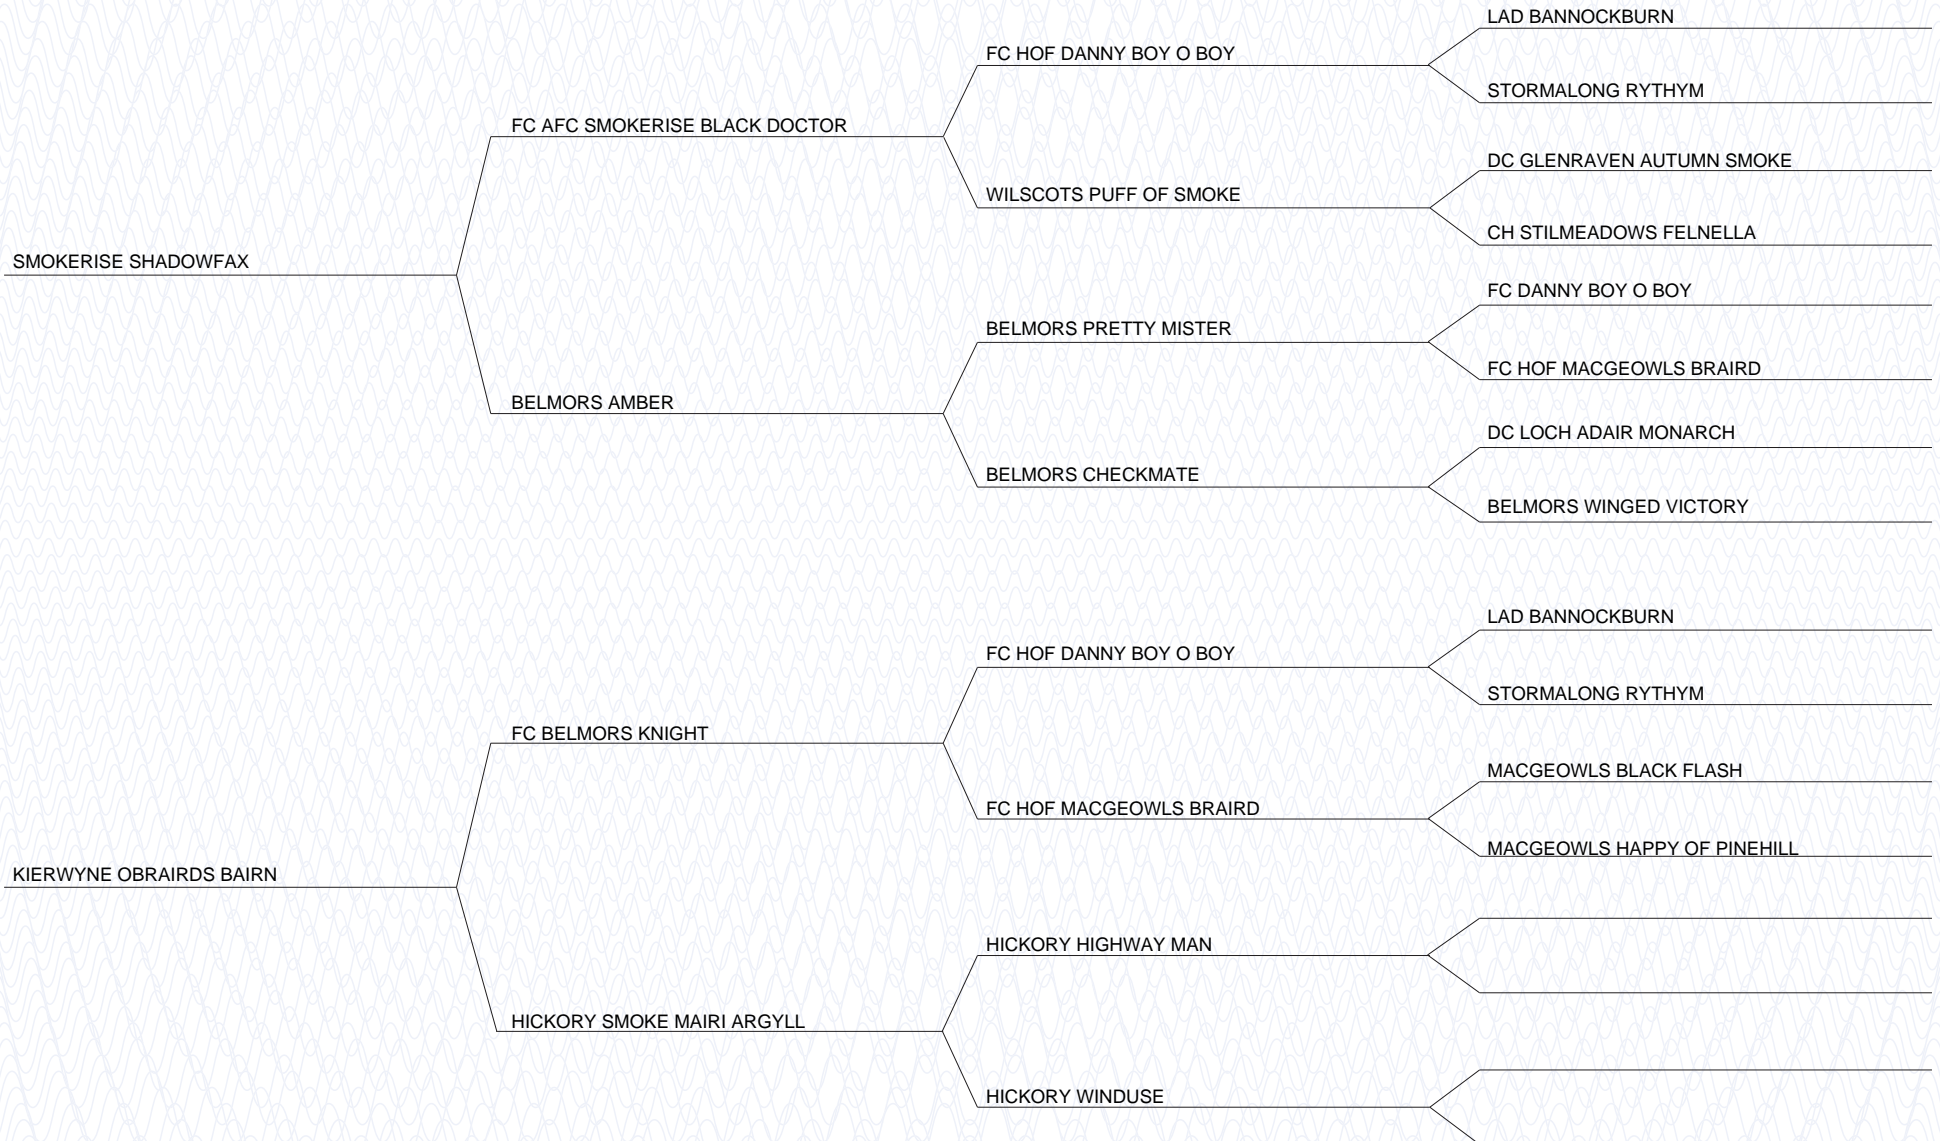 LAD BANNOCKBURN
FC HOF DANNY BOY O BOY
STORMALONG RYTHYM
FC AFC SMOKERISE BLACK DOCTOR
DC GLENRAVEN AUTUMN SMOKE
WILSCOTS PUFF OF SMOKE
CH STILMEADOWS FELNELLA
SMOKERISE SHADOWFAX
FC DANNY BOY O BOY
BELMORS PRETTY MISTER
FC HOF MACGEOWLS BRAIRD
BELMORS AMBER
DC LOCH ADAIR MONARCH
BELMORS CHECKMATE
BELMORS WINGED VICTORY
LAD BANNOCKBURN
FC HOF DANNY BOY O BOY
STORMALONG RYTHYM
FC BELMORS KNIGHT
MACGEOWLS BLACK FLASH
FC HOF MACGEOWLS BRAIRD
MACGEOWLS HAPPY OF PINEHILL
KIERWYNE OBRAIRDS BAIRN
HICKORY HIGHWAY MAN
HICKORY SMOKE MAIRI ARGYLL
HICKORY WINDUSE